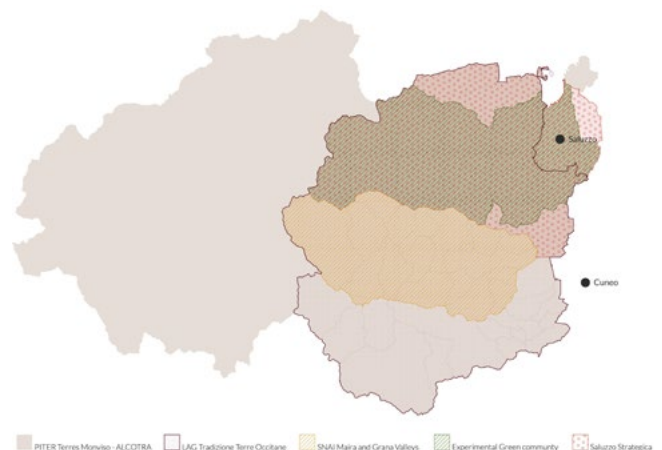 Saluzzo
Cuneo
PITER Terres Monviso - ALCOTRA
LAG Tradizione Terre Occitane
SNAI Maira and Grana Valleys
Experimental Green communty
Saluzzo Strategica